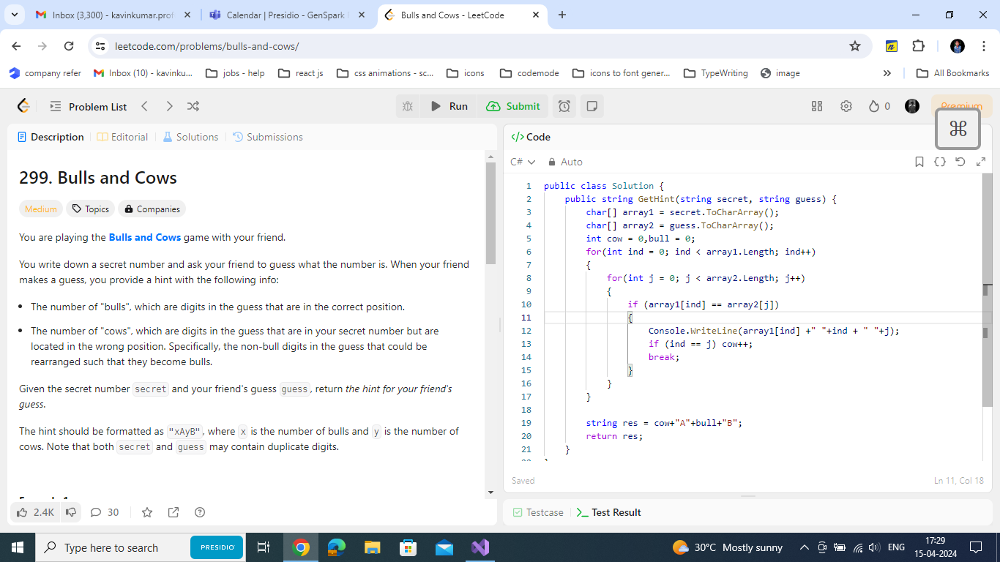 Inbox (3,300) - kavinkumar.prof
Calendar | Presidio - GenSpark
Bulls and Cows - LeetCode
leetcode.com/problems/bulls-and-cows/
company refer
Inbox (10) - kavinku...
jobs - help
react js
css animations - sc...
icons
codemode
icons to font gener...
TypeWriting
image
All Bookmarks
Problem List
Run
Submit
0
Premium
⌘
Description
Editorial
Solutions
Submissions
299. Bulls and Cows
Medium
Topics
Companies
You are playing the Bulls and Cows game with your friend.
You write down a secret number and ask your friend to guess what the number is. When your friend
makes a guess, you provide a hint with the following info:
• The number of "bulls", which are digits in the guess that are in the correct position.
• The number of "cows", which are digits in the guess that are in your secret number but are
located in the wrong position. Specifically, the non-bull digits in the guess that could be
rearranged such that they become bulls.
Given the secret number secret and your friend's guess guess, return the hint for your friend's
guess.
The hint should be formatted as "xAyB", where x is the number of bulls and y is the number of
cows. Note that both secret and guess may contain duplicate digits.
2.4K
30
</> Code
C#
Auto
1 public class Solution {
2 public string GetHint(string secret, string guess) {
3 char[] array1 = secret.ToCharArray();
4 char[] array2 = guess.ToCharArray();
5 int cow = 0,bull = 0;
6 for(int ind = 0; ind < array1.Length; ind++)
7 {
8 for(int j = 0; j < array2.Length; j++)
9 {
10 if (array1[ind] == array2[j])
11 {
12 Console.WriteLine(array1[ind] +" "+ind + " "+j);
13 if (ind == j) cow++;
14 break;
15 }
16 }
17 }
18
19 string res = cow+"A"+bull+"B";
20 return res;
21 }
Saved
Ln 11, Col 18
Testcase
Test Result
Type here to search
PRESIDIO
30°C Mostly sunny
ENG
17:29
15-04-2024